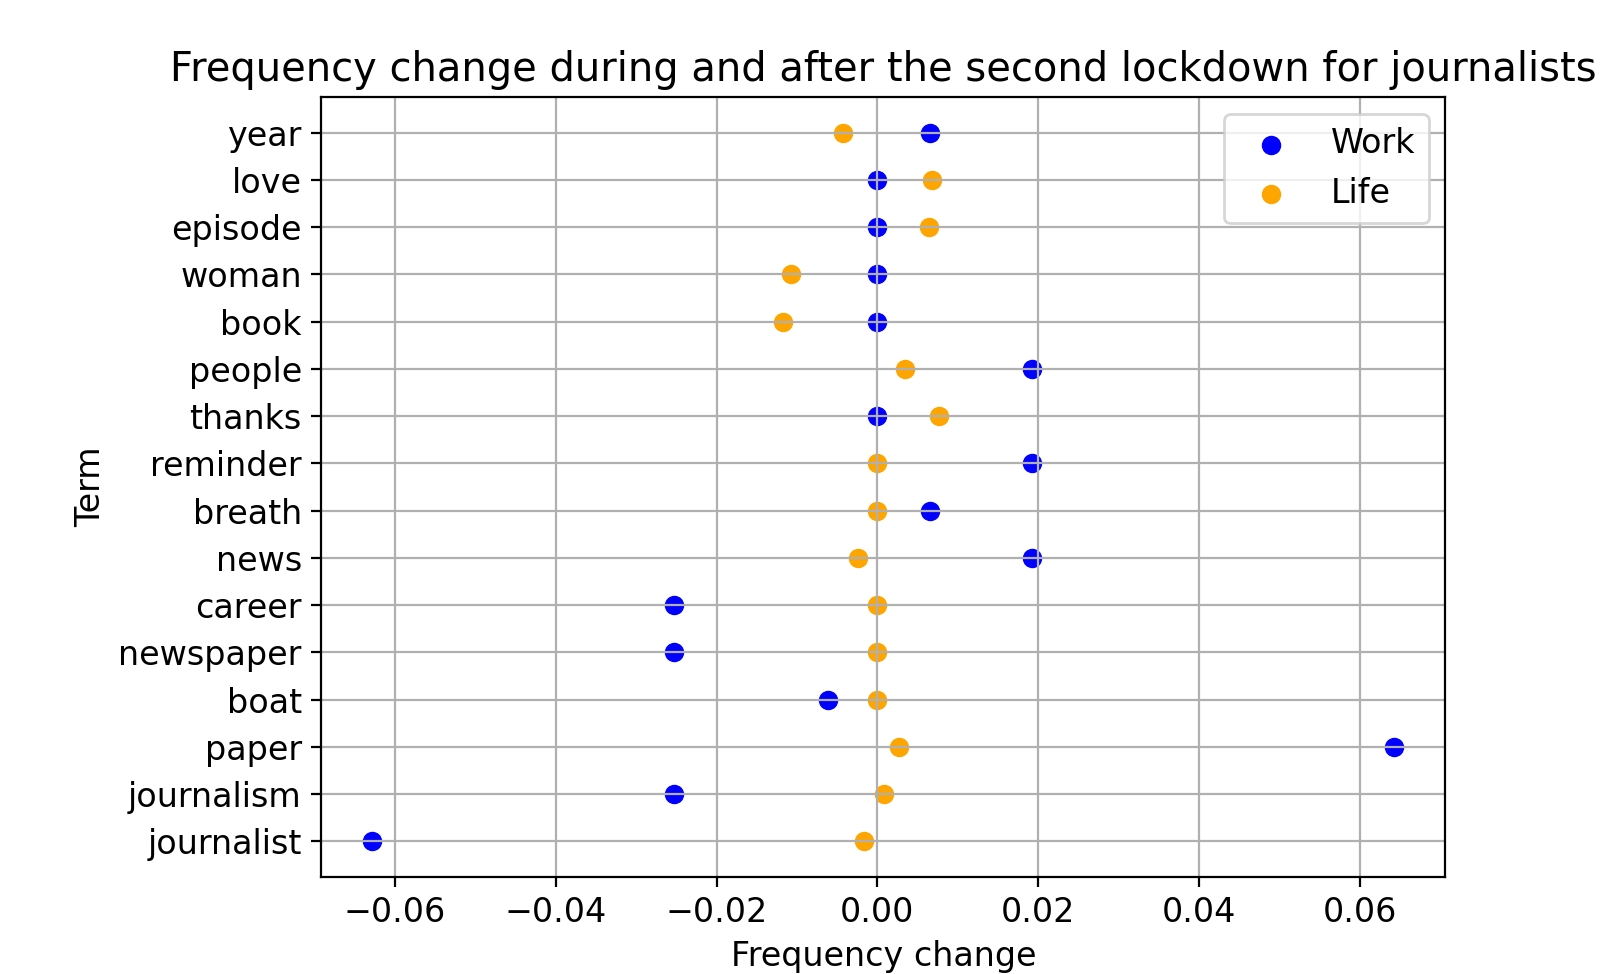 Frequency change during and after the second lockdown for journalists
Work
Life
year
love
episode
woman
book
people
thanks
reminder
breath
news
career
newspaper
boat
paper
journalism
journalist
Term
−0.06 −0.04 −0.02 0.00 0.02 0.04 0.06
Frequency change